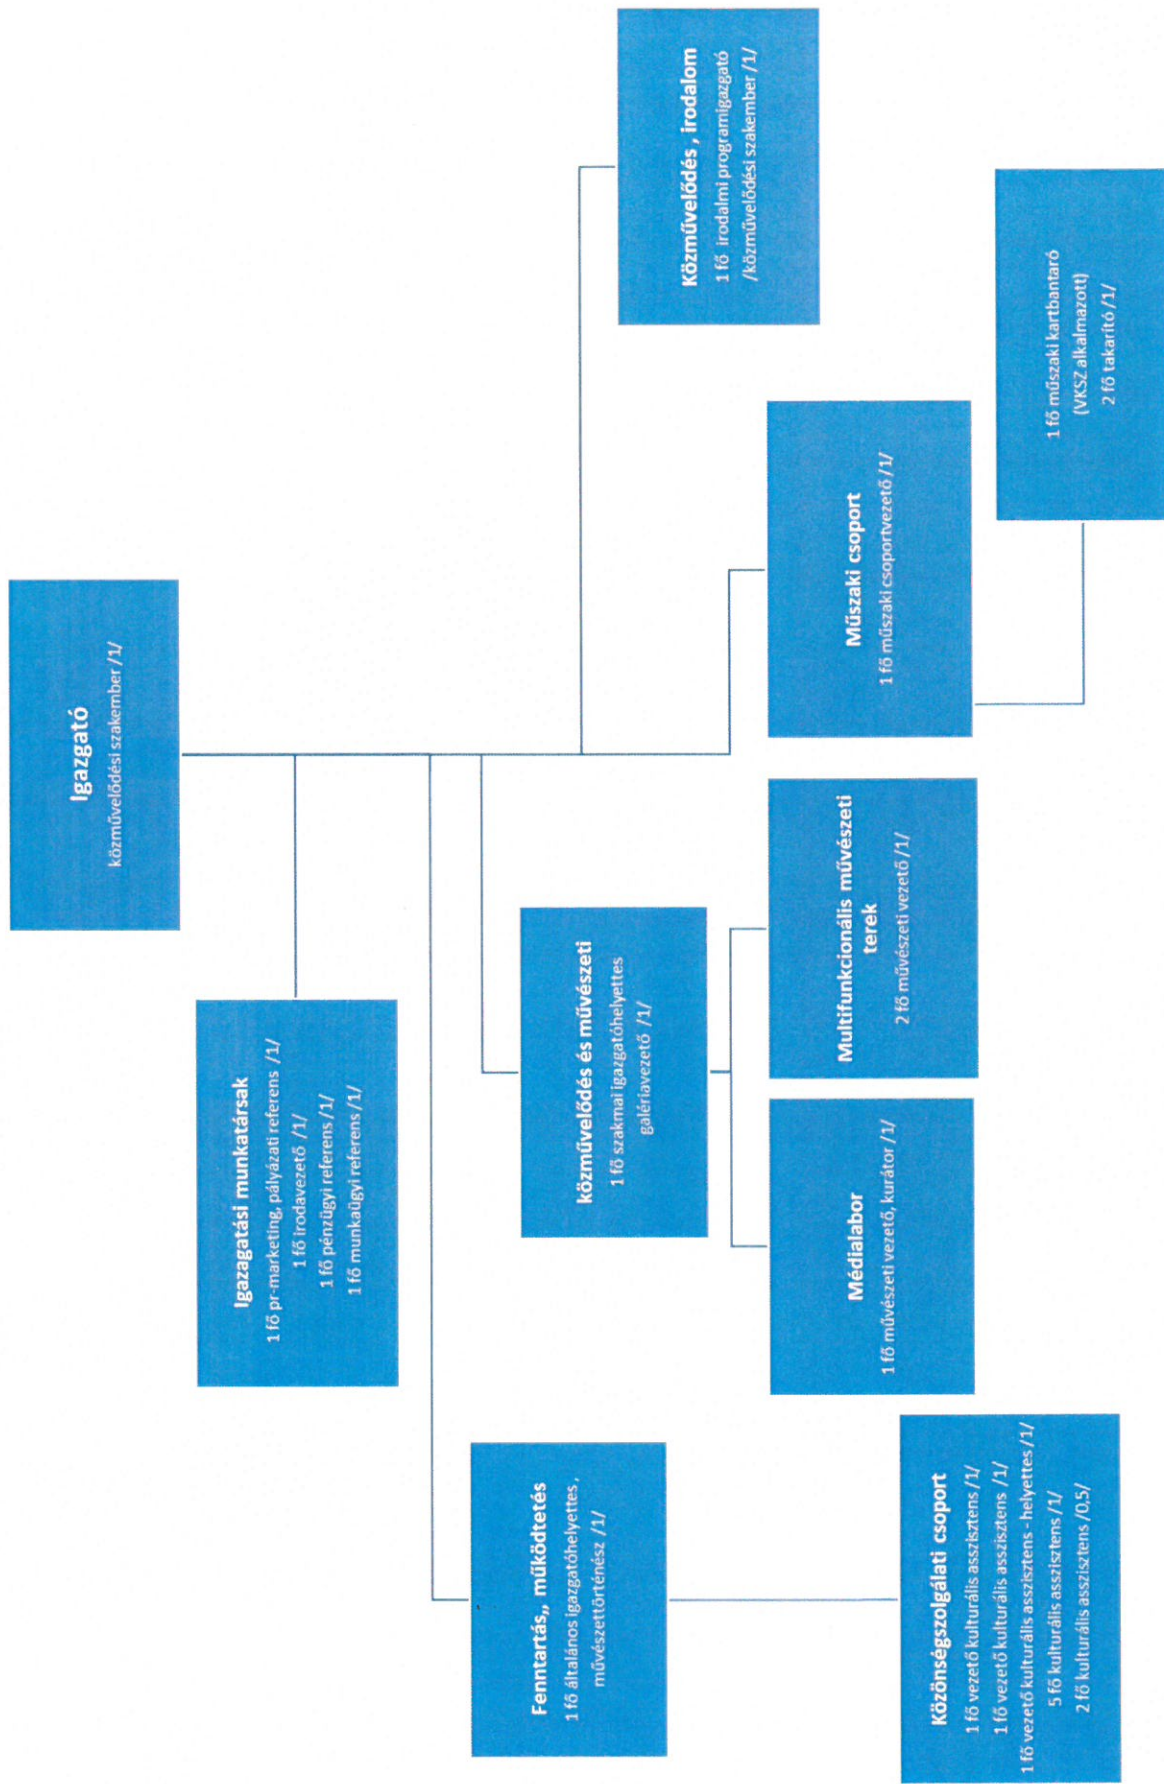 Igazgató
közművelődési szakember /1/
Igazagatási munkatársak
1 fő pr-marketing, pályázati referens /1/
1 fő irodavezető /1/
1 fő pénzügyi referens /1/
1 fő munkaügyi referens /1/
Fenntartás,, működtetés
1 fő általános igazgatóhelyettes ,
művészettörténész /1/
közművelődés és művészeti
1 fő szakmai igazgatóhelyettes
galériavezető /1/
Közművelődés , irodalom
1 fő irodalmi programigazgató
/közművelődési szakember /1/
Közönségszolgálati csoport
1 fő vezető kulturális asszisztens /1/
1 fő vezető kulturális asszisztens /1/
1 fő vezető kulturális asszisztens - helyettes /1/
5 fő kulturális asszisztens /1/
2 fő kulturális asszisztens /0,5/
Médialabor
1 fő művészeti vezető, kurátor /1/
Multifunkcionális művészeti
terek
2 fő művészeti vezető /1/
Műszaki csoport
1 fő műszaki csoportvezető /1/
1 fő műszaki kartbantaró
(VKSZ alkalmazott)
2 fő takarító /1/